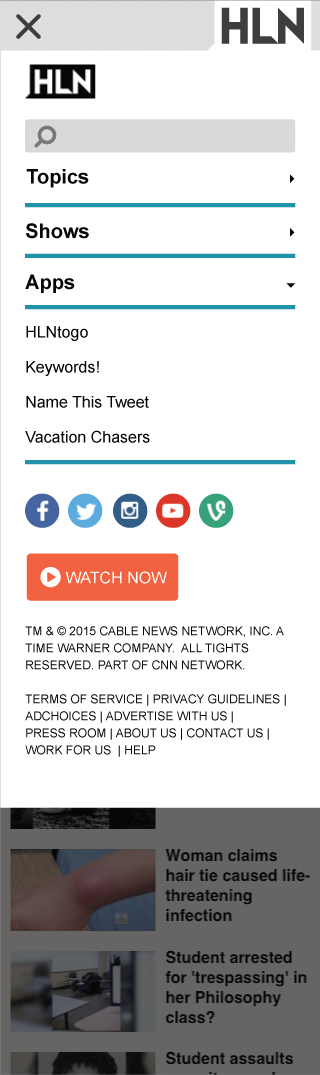 HLN
HLN
Topics
Shows
Apps
HLNtogo
Keywords!
Name This Tweet
Vacation Chasers
WATCH NOW
TM & © 2015 CABLE NEWS NETWORK, INC. A
TIME WARNER COMPANY. ALL TIGHTS
RESERVED. PART OF CNN NETWORK.
TERMS OF SERVICE | PRIVACY GUIDELINES |
ADCHOICES | ADVERTISE WITH US |
PRESS ROOM | ABOUT US | CONTACT US |
WORK FOR US | HELP
Woman claims
hair tie caused life-
threatening
infection
Student arrested
for 'trespassing' in
her Philosophy
class?
Student assaults